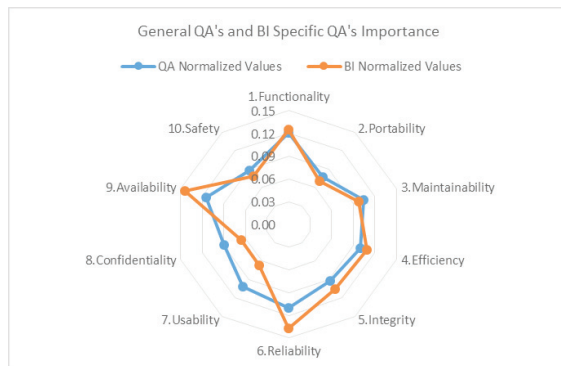 General QA's and BI Specific QA's Importance
QA Normalized Values BI Normalized Values
1.Functionality
0.15
10.Safety 0.12 2.Portability
0.09
9.Availability 0.06 3.Maintainability
0.03
0.00
8.Confidentiality 4.Efficiency
7.Usability 5.Integrity
6.Reliability